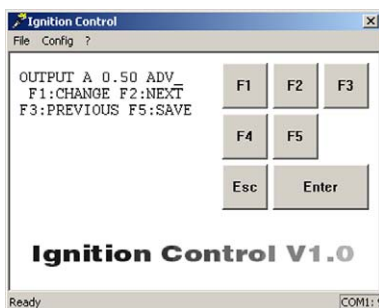 Ignition Control
File Config ?
OUTPUT A 0.50 ADV_
F1:CHANGE F2:NEXT
F3:PREVIOUS F5:SAVE
F1 F2 F3
F4 F5
Esc Enter
Ignition Control V1.0
Ready COM1: